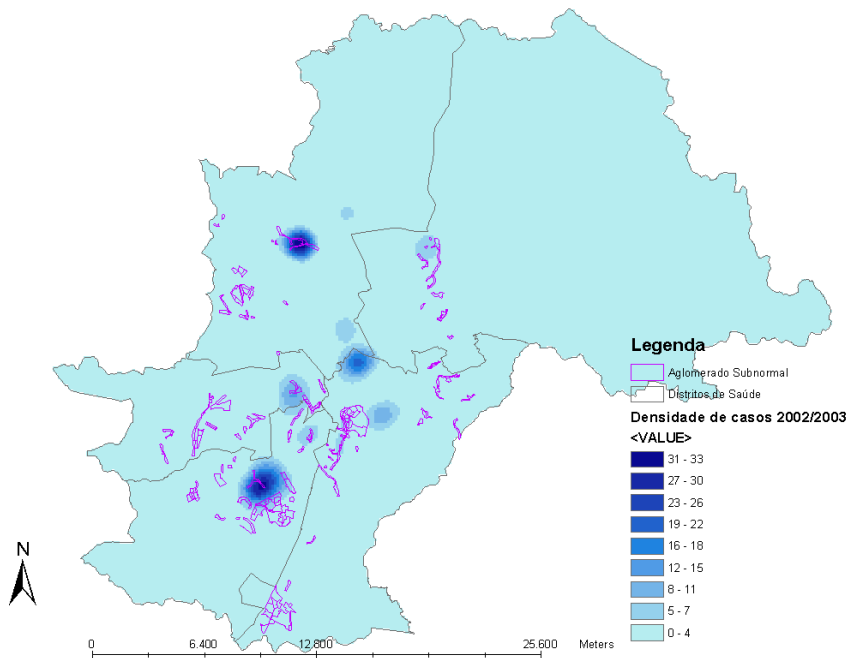 Legenda
Aglomerado Subnormal
Distritos de Saúde
Densidade de casos 2002/2003
<VALUE>
31 - 33
27 - 30
23 - 26
19 - 22
16 - 18
12 - 15
8 - 11
5 - 7
0 - 4
N
0 6.400 12.800 25.600 Meters